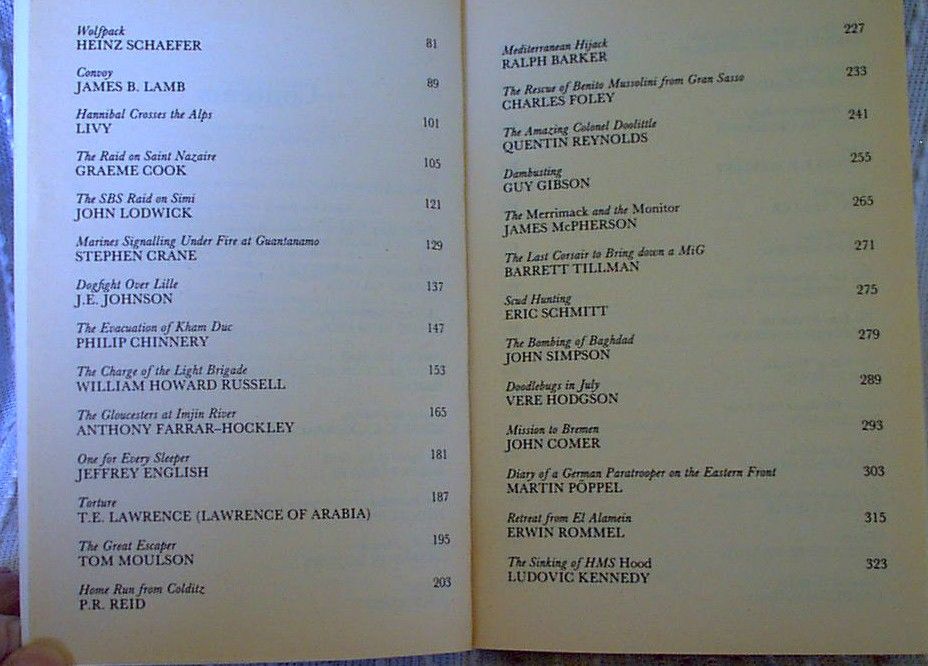 Wolfpack
HEINZ SCHAEFER 81
Convoy
JAMES B. LAMB 89
Hannibal Crosses the Alps
LIVY 101
The Raid on Saint Nazaire
GRAEME COOK 105
The SBS Raid on Simi
JOHN LODWICK 121
Marines Signalling Under Fire at Guantanamo
STEPHEN CRANE 129
Dogfight Over Lille
J.E. JOHNSON 137
The Evacuation of Kham Duc
PHILIP CHINNERY 147
The Charge of the Light Brigade
WILLIAM HOWARD RUSSELL 153
The Gloucesters at Imjin River
ANTHONY FARRAR-HOCKLEY 165
One for Every Sleeper
JEFFREY ENGLISH 181
Torture
T.E. LAWRENCE (LAWRENCE OF ARABIA) 187
The Great Escaper
TOM MOULSON 195
Home Run from Colditz
P.R. REID 203
Mediterranean Hijack
RALPH BARKER 227
The Rescue of Benito Mussolini from Gran Sasso
CHARLES FOLEY 233
The Amazing Colonel Doolittle
QUENTIN REYNOLDS 241
Dambusting
GUY GIBSON 255
The Merrimack and the Monitor
JAMES McPHERSON 265
The Last Corsair to Bring down a MiG
BARRETT TILLMAN 271
Scud Hunting
ERIC SCHMITT 275
The Bombing of Baghdad
JOHN SIMPSON 279
Doodlebugs in July
VERE HODGSON 289
Mission to Bremen
JOHN COMER 293
Diary of a German Paratrooper on the Eastern Front
MARTIN PÖPPEL 303
Retreat from El Alamein
ERWIN ROMMEL 315
The Sinking of HMS Hood
LUDOVIC KENNEDY 323